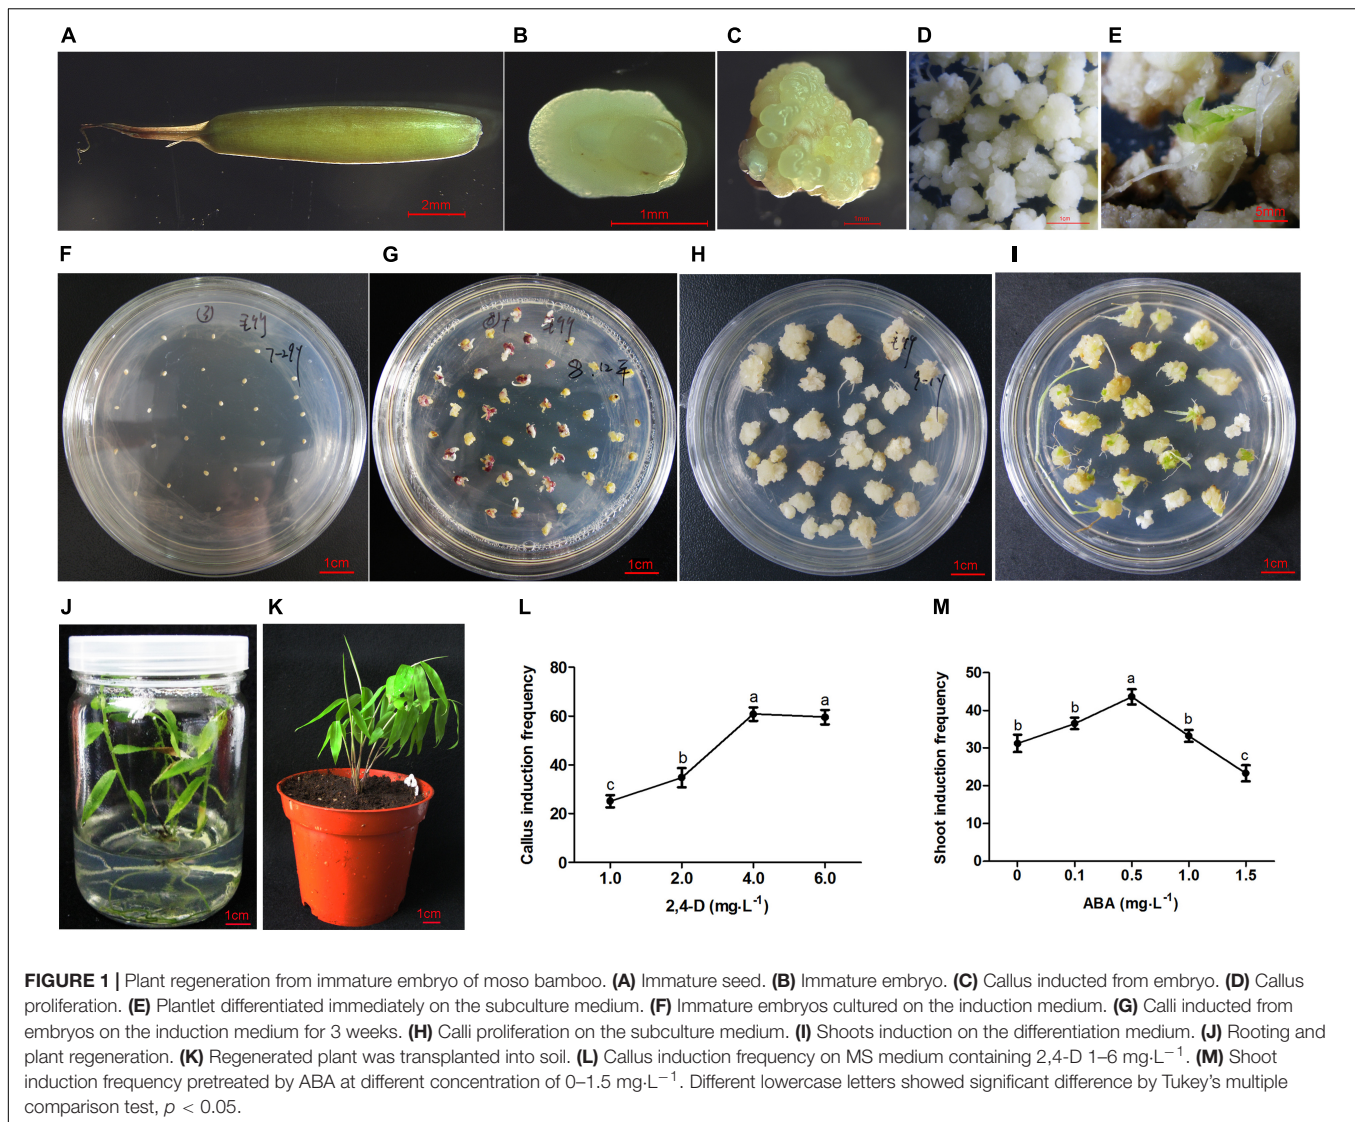 A
B
C
D
E
2mm
1mm
1cm
5mm
F
G
H
I
③
7-29
8.12
1cm
1cm
1cm
1cm
J
K
L
M
1cm
1cm
Callus induction frequency
80
60
40
20
0
c
b
a
a
1.0 2.0 4.0 6.0
2,4-D (mg·L⁻¹)
Shoot induction frequency
50
40
30
20
10
0
b
b
a
b
c
0 0.1 0.5 1.0 1.5
ABA (mg·L⁻¹)
FIGURE 1 | Plant regeneration from immature embryo of moso bamboo. (A) Immature seed. (B) Immature embryo. (C) Callus inducted from embryo. (D) Callus
proliferation. (E) Plantlet differentiated immediately on the subculture medium. (F) Immature embryos cultured on the induction medium. (G) Calli inducted from
embryos on the induction medium for 3 weeks. (H) Calli proliferation on the subculture medium. (I) Shoots induction on the differentiation medium. (J) Rooting and
plant regeneration. (K) Regenerated plant was transplanted into soil. (L) Callus induction frequency on MS medium containing 2,4-D 1–6 mg·L⁻¹. (M) Shoot
induction frequency pretreated by ABA at different concentration of 0–1.5 mg·L⁻¹. Different lowercase letters showed significant difference by Tukey's multiple
comparison test, p < 0.05.